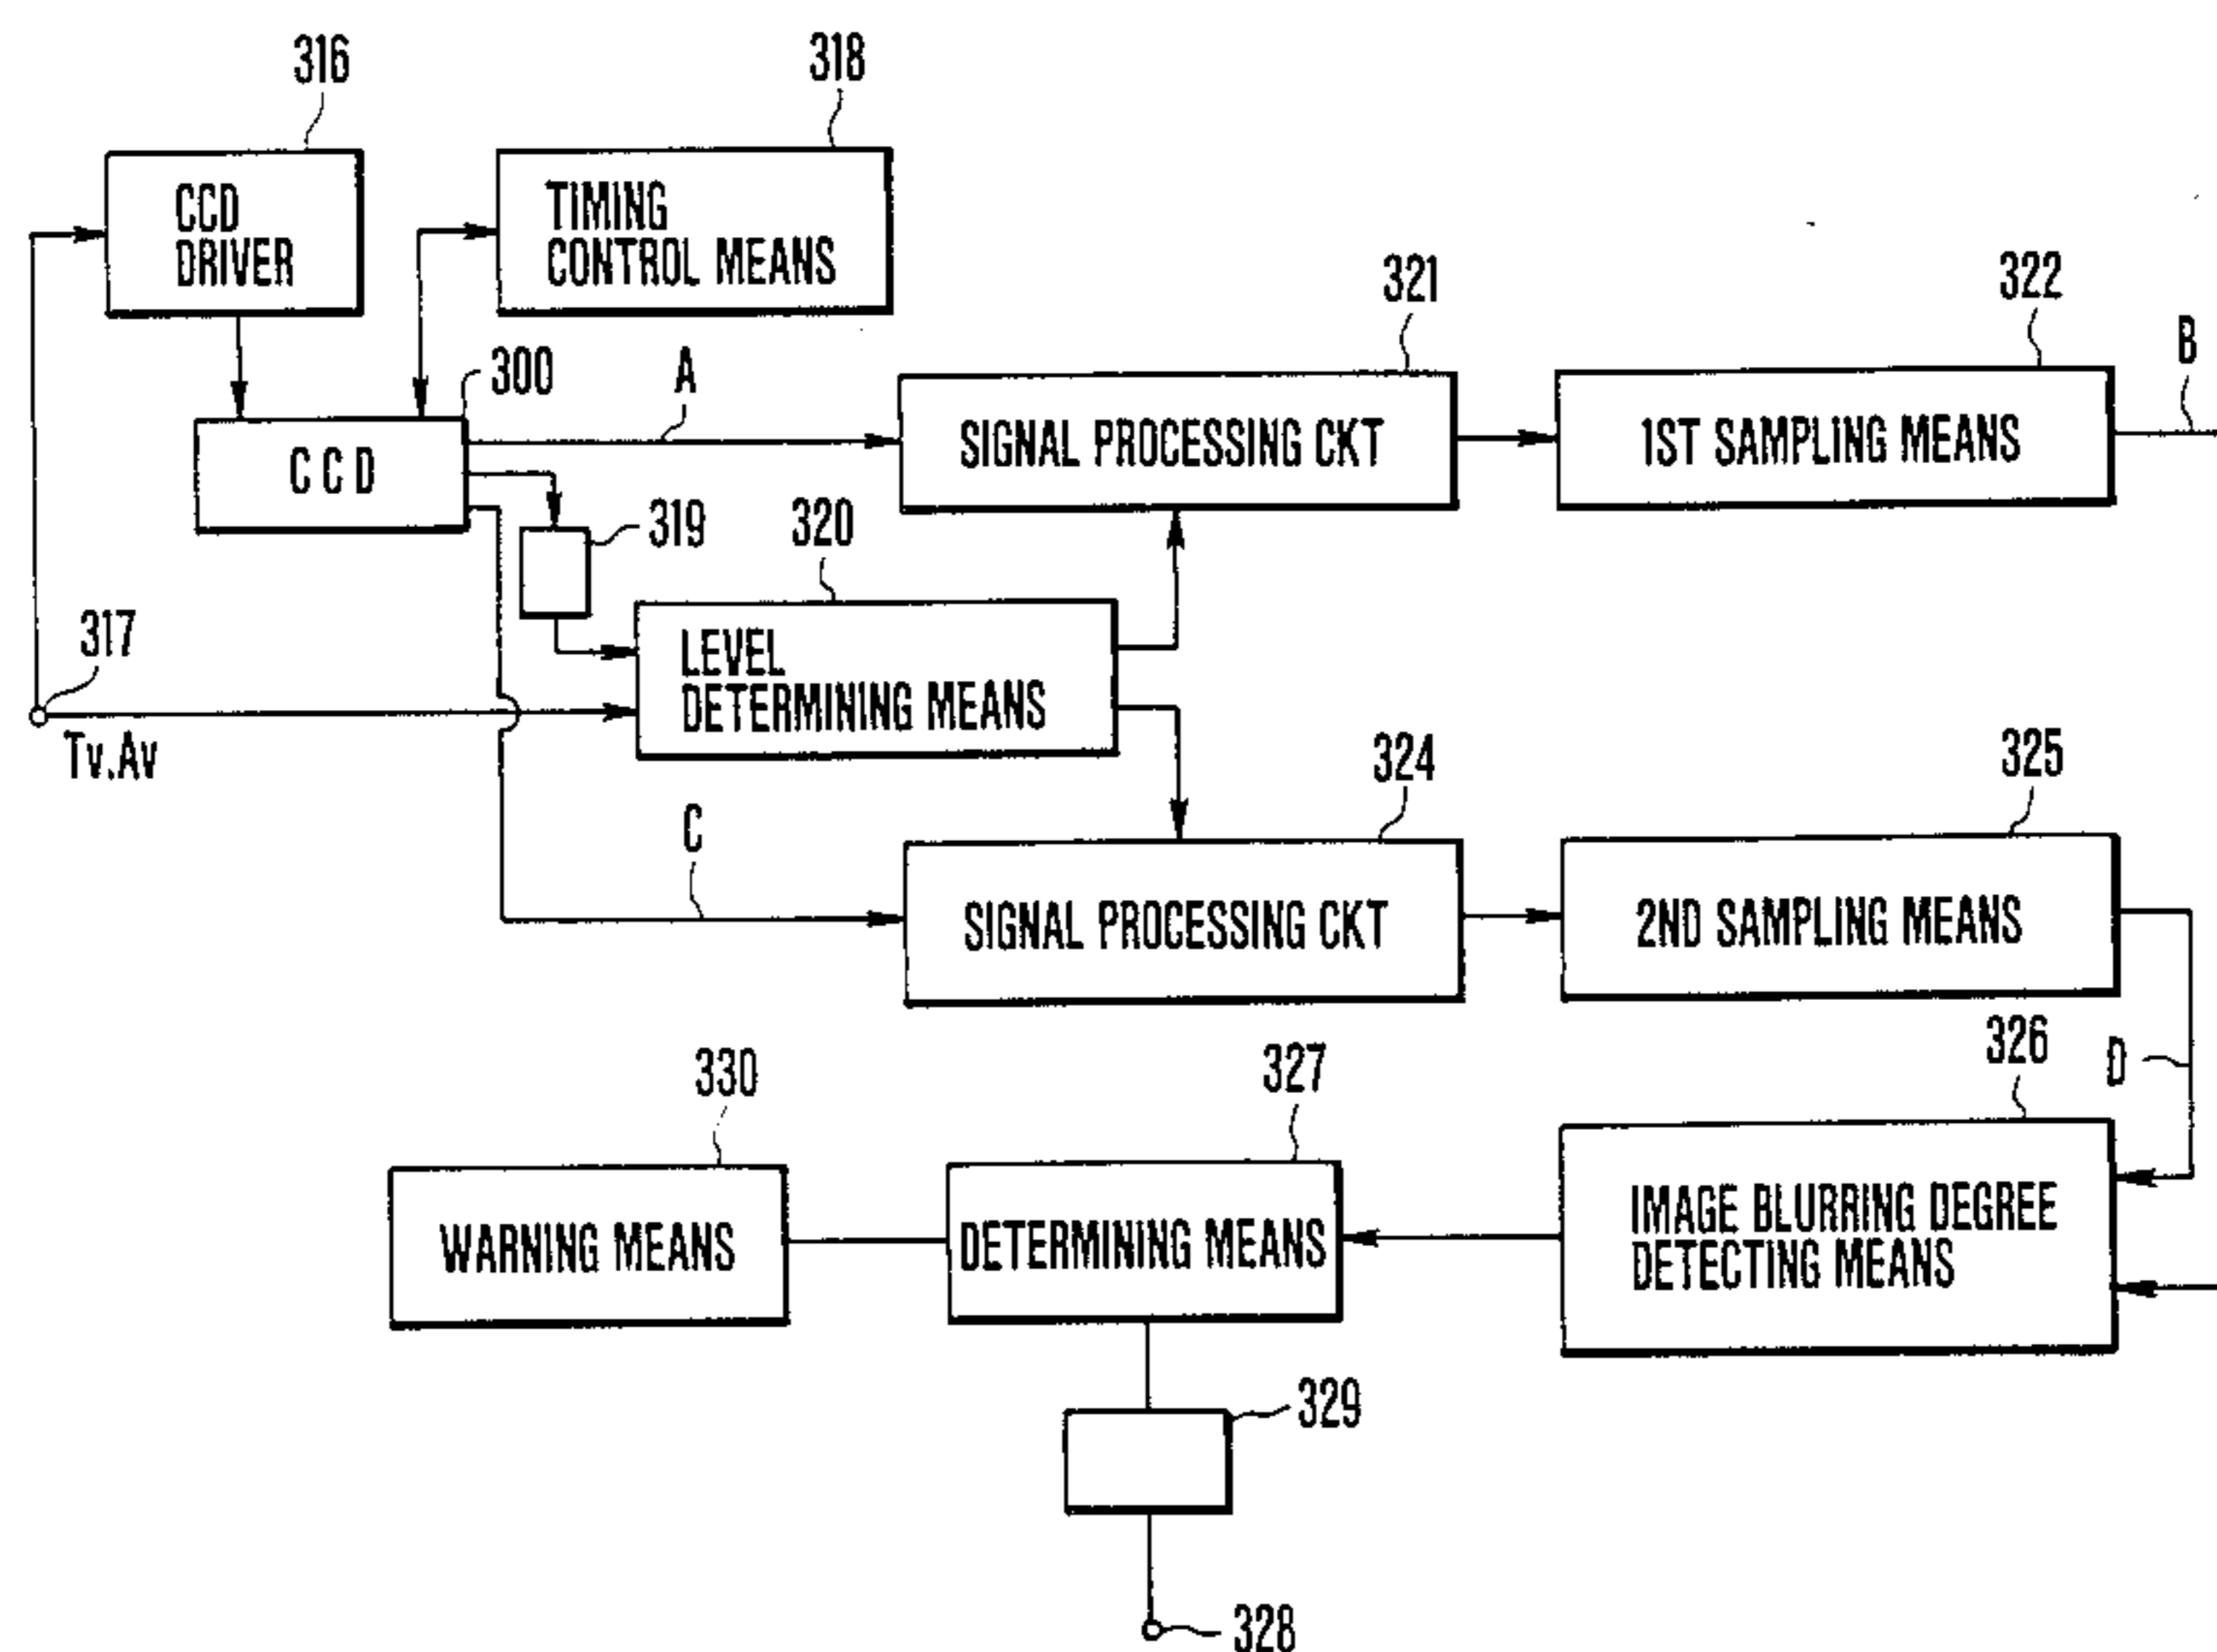 316
318
CCD
DRIVER
TIMING
CONTROL MEANS
321
322
B
300
A
CCD
SIGNAL PROCESSING CKT
1ST SAMPLING MEANS
319
320
317
LEVEL
DETERMINING MEANS
Tv.Av
324
325
C
SIGNAL PROCESSING CKT
2ND SAMPLING MEANS
330
327
326
D
WARNING MEANS
DETERMINING MEANS
IMAGE BLURRING DEGREE
DETECTING MEANS
329
328